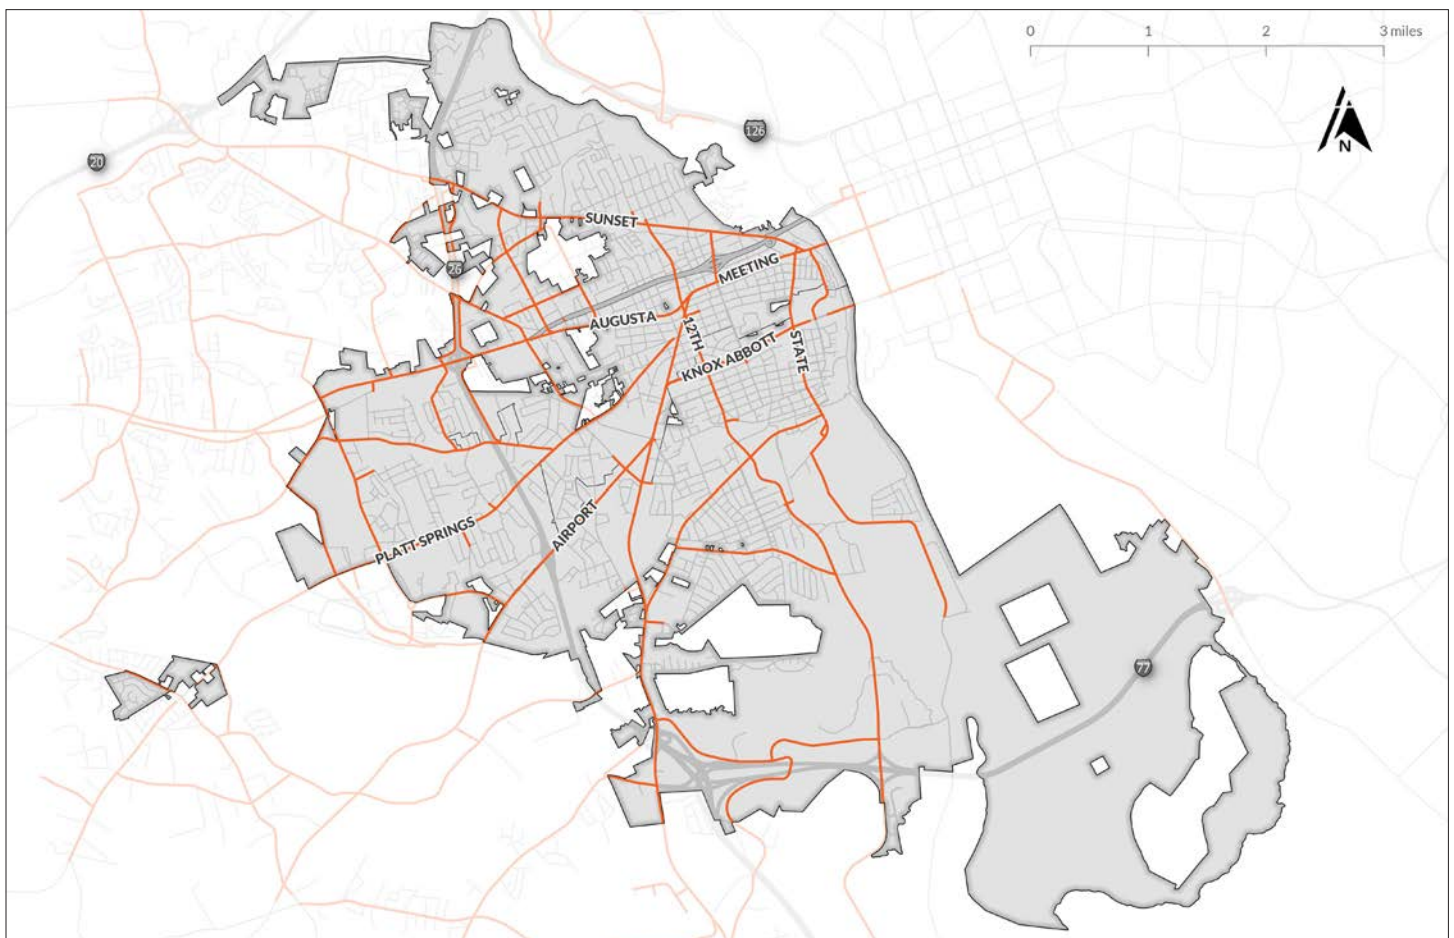 0 1 2 3 miles
N
126
20
SUNSET
26
MEETING
AUGUSTA
12TH
KNOX ABBOTT
STATE
PLATT SPRINGS
AIRPORT
77